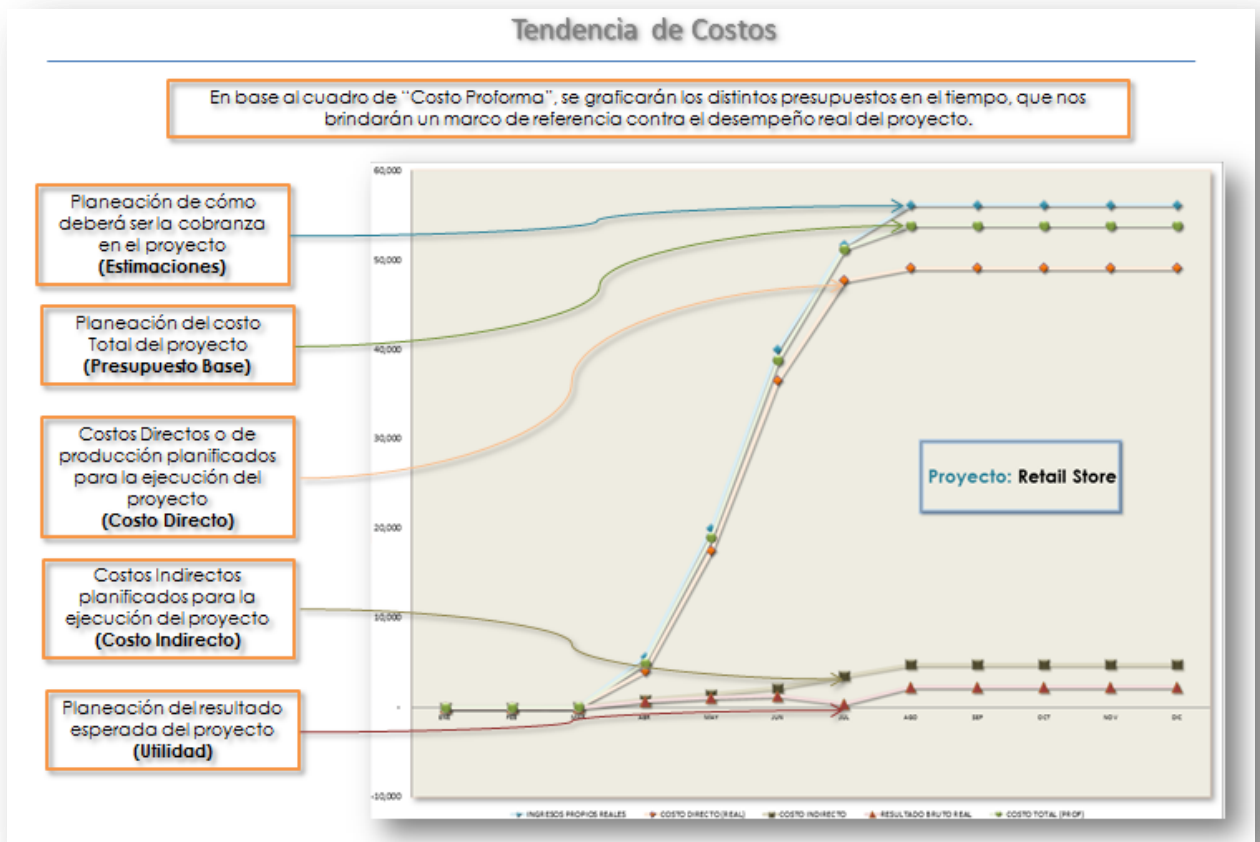 Tendencia de Costos
En base al cuadro de “Costo Proforma”, se graficarán los distintos presupuestos en el tiempo, que nos
brindarán un marco de referencia contra el desempeño real del proyecto.
Planeación de cómo
deberá ser la cobranza
en el proyecto
(Estimaciones)
Planeación del costo
Total del proyecto
(Presupuesto Base)
Costos Directos o de
producción planificados
para la ejecución del
proyecto
(Costo Directo)
Costos Indirectos
planificados para la
ejecución del proyecto
(Costo Indirecto)
Planeación del resultado
esperada del proyecto
(Utilidad)
60,000
50,000
40,000
30,000
20,000
10,000
-
-10,000
Proyecto: Retail Store
ENE FEB MAR ABR MAY JUN JUL AGO SEP OCT NOV DIC
INGRESOS PROPIOS REALES COSTO DIRECTO (REAL) COSTO INDIRECTO RESULTADO BRUTO REAL COSTO TOTAL (PROF)